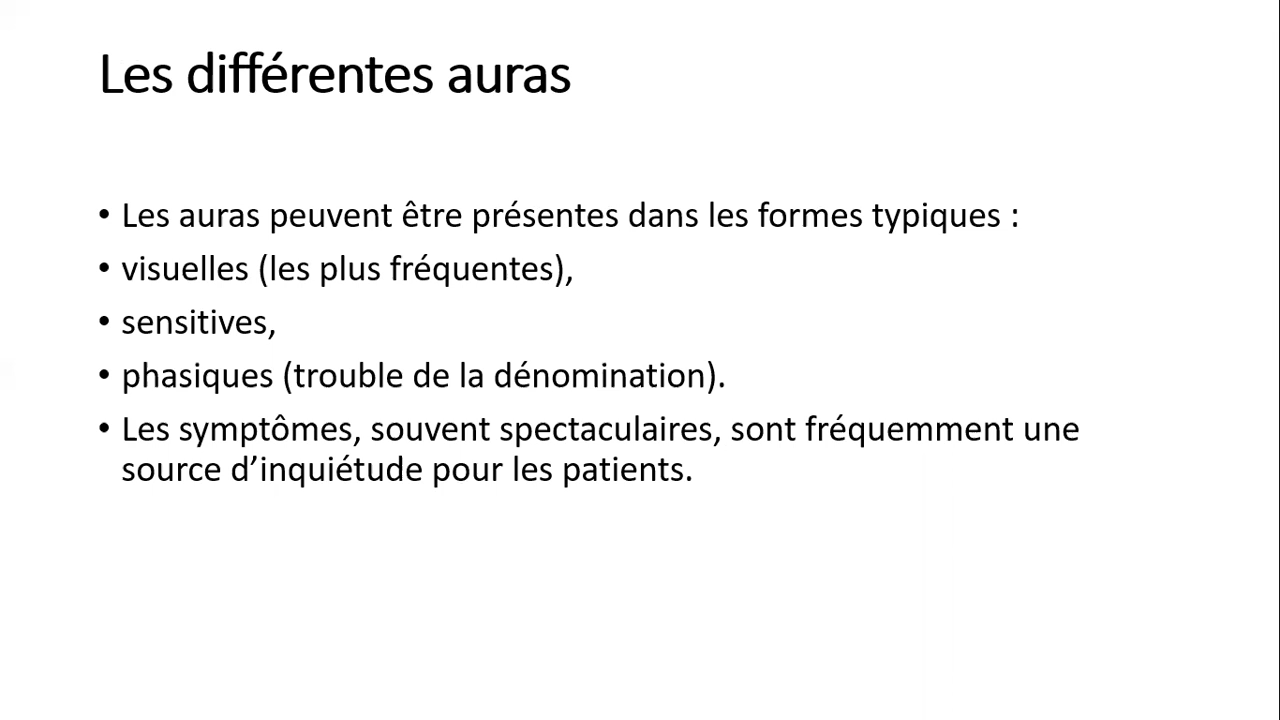 Les différentes auras
• Les auras peuvent être présentes dans les formes typiques :
• visuelles (les plus fréquentes),
• sensitives,
• phasiques (trouble de la dénomination).
• Les symptômes, souvent spectaculaires, sont fréquemment une
source d’inquiétude pour les patients.